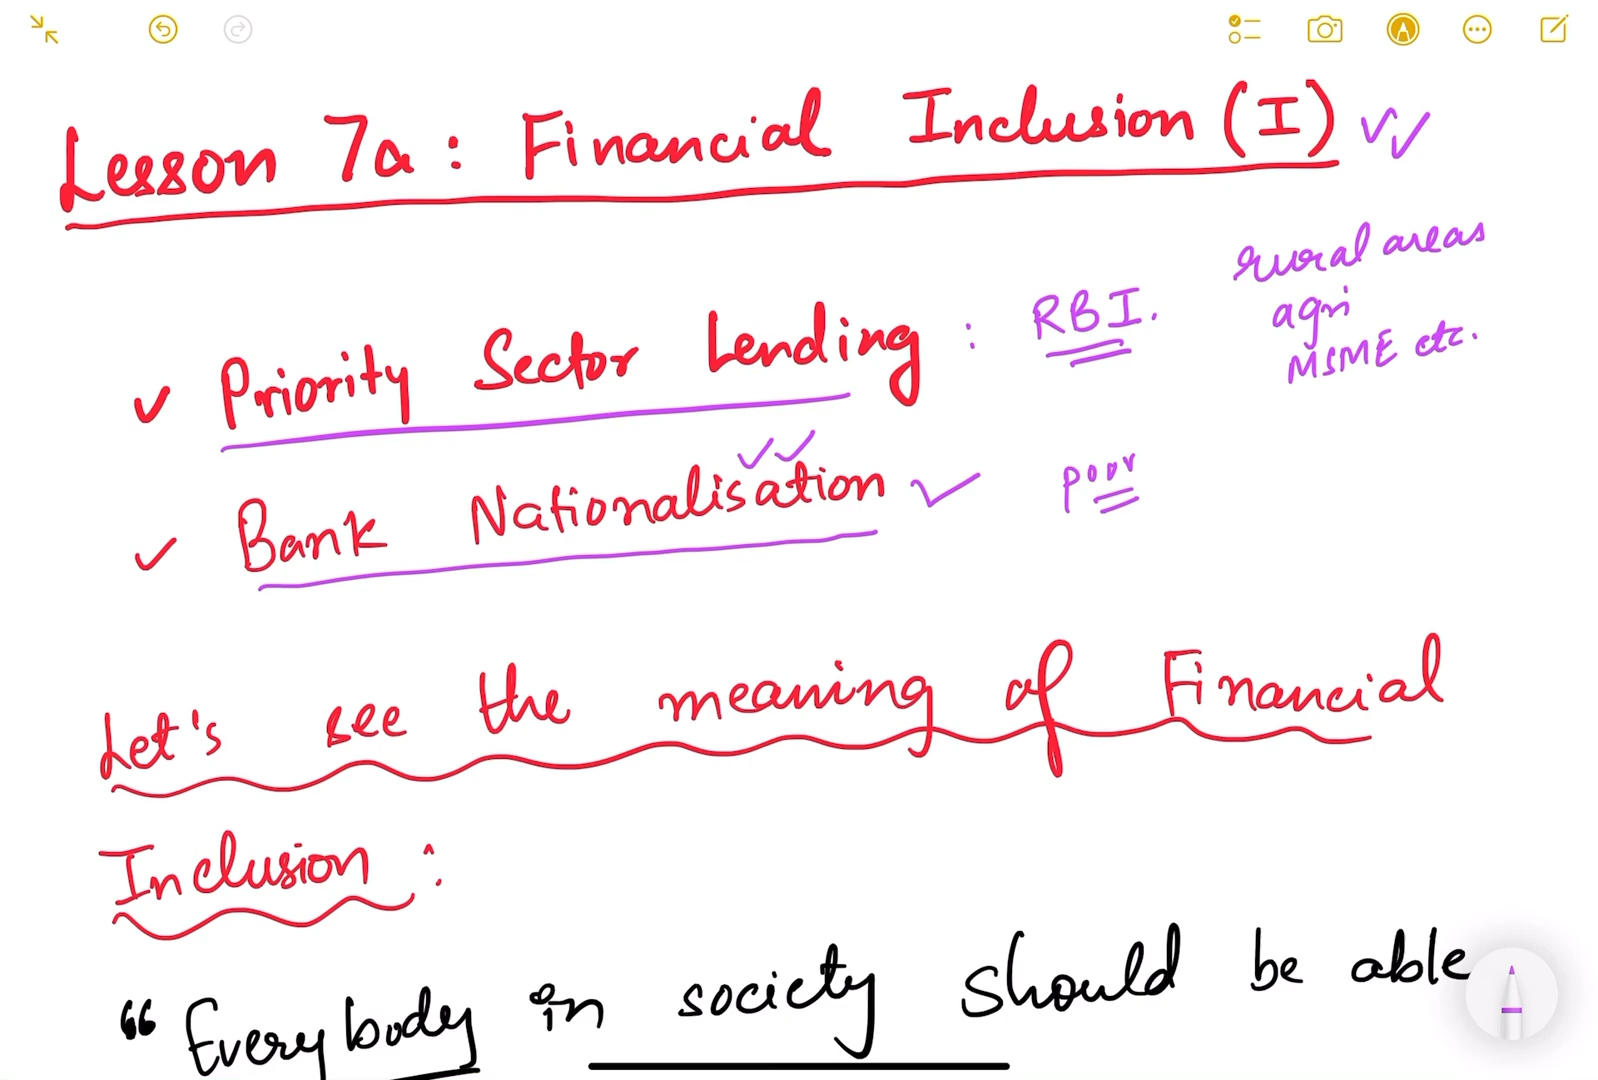 Lesson 7a : Financial Inclusion (I)
rural areas
agri
MSME etc.
Priority Sector Lending : RBI.
Bank Nationalisation poor
Let's see the meaning of Financial
Inclusion :
“ Everybody in society should be able